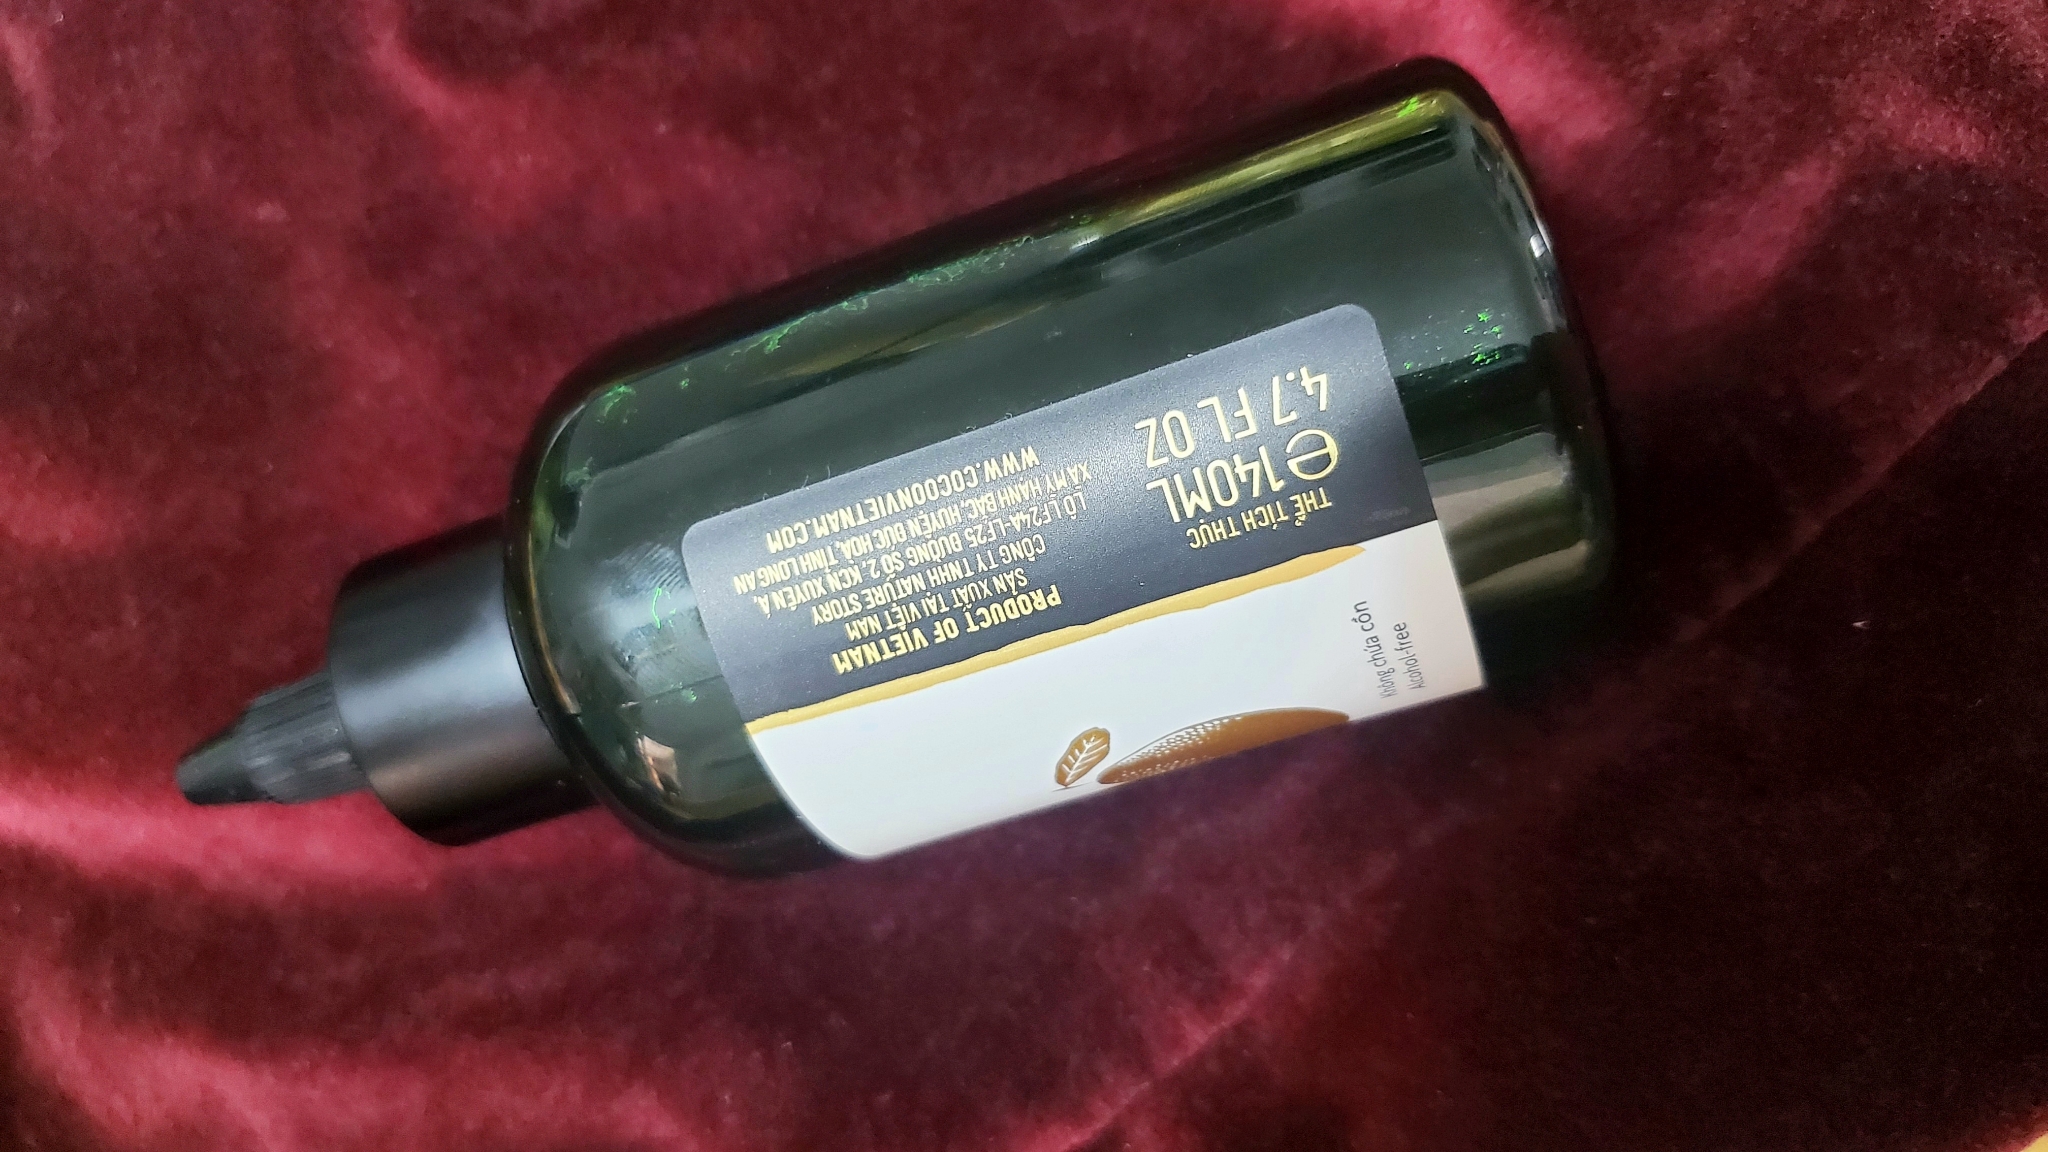 PRODUCT OF VIETNAM
SẢN XUẤT TẠI VIỆT NAM
CÔNG TY TNHH NATURE STORY
LÔ LF24A-LF25 ĐƯỜNG SỐ 2, KCN XUYÊN Á,
XÃ MỸ HẠNH BẮC, HUYỆN ĐỨC HOÀ, TỈNH LONG AN
WWW.COCOONVIETNAM.COM
THỂ TÍCH THỰC
℮ 140ML
4.7 FL OZ
Không chứa cồn
Alcohol-free